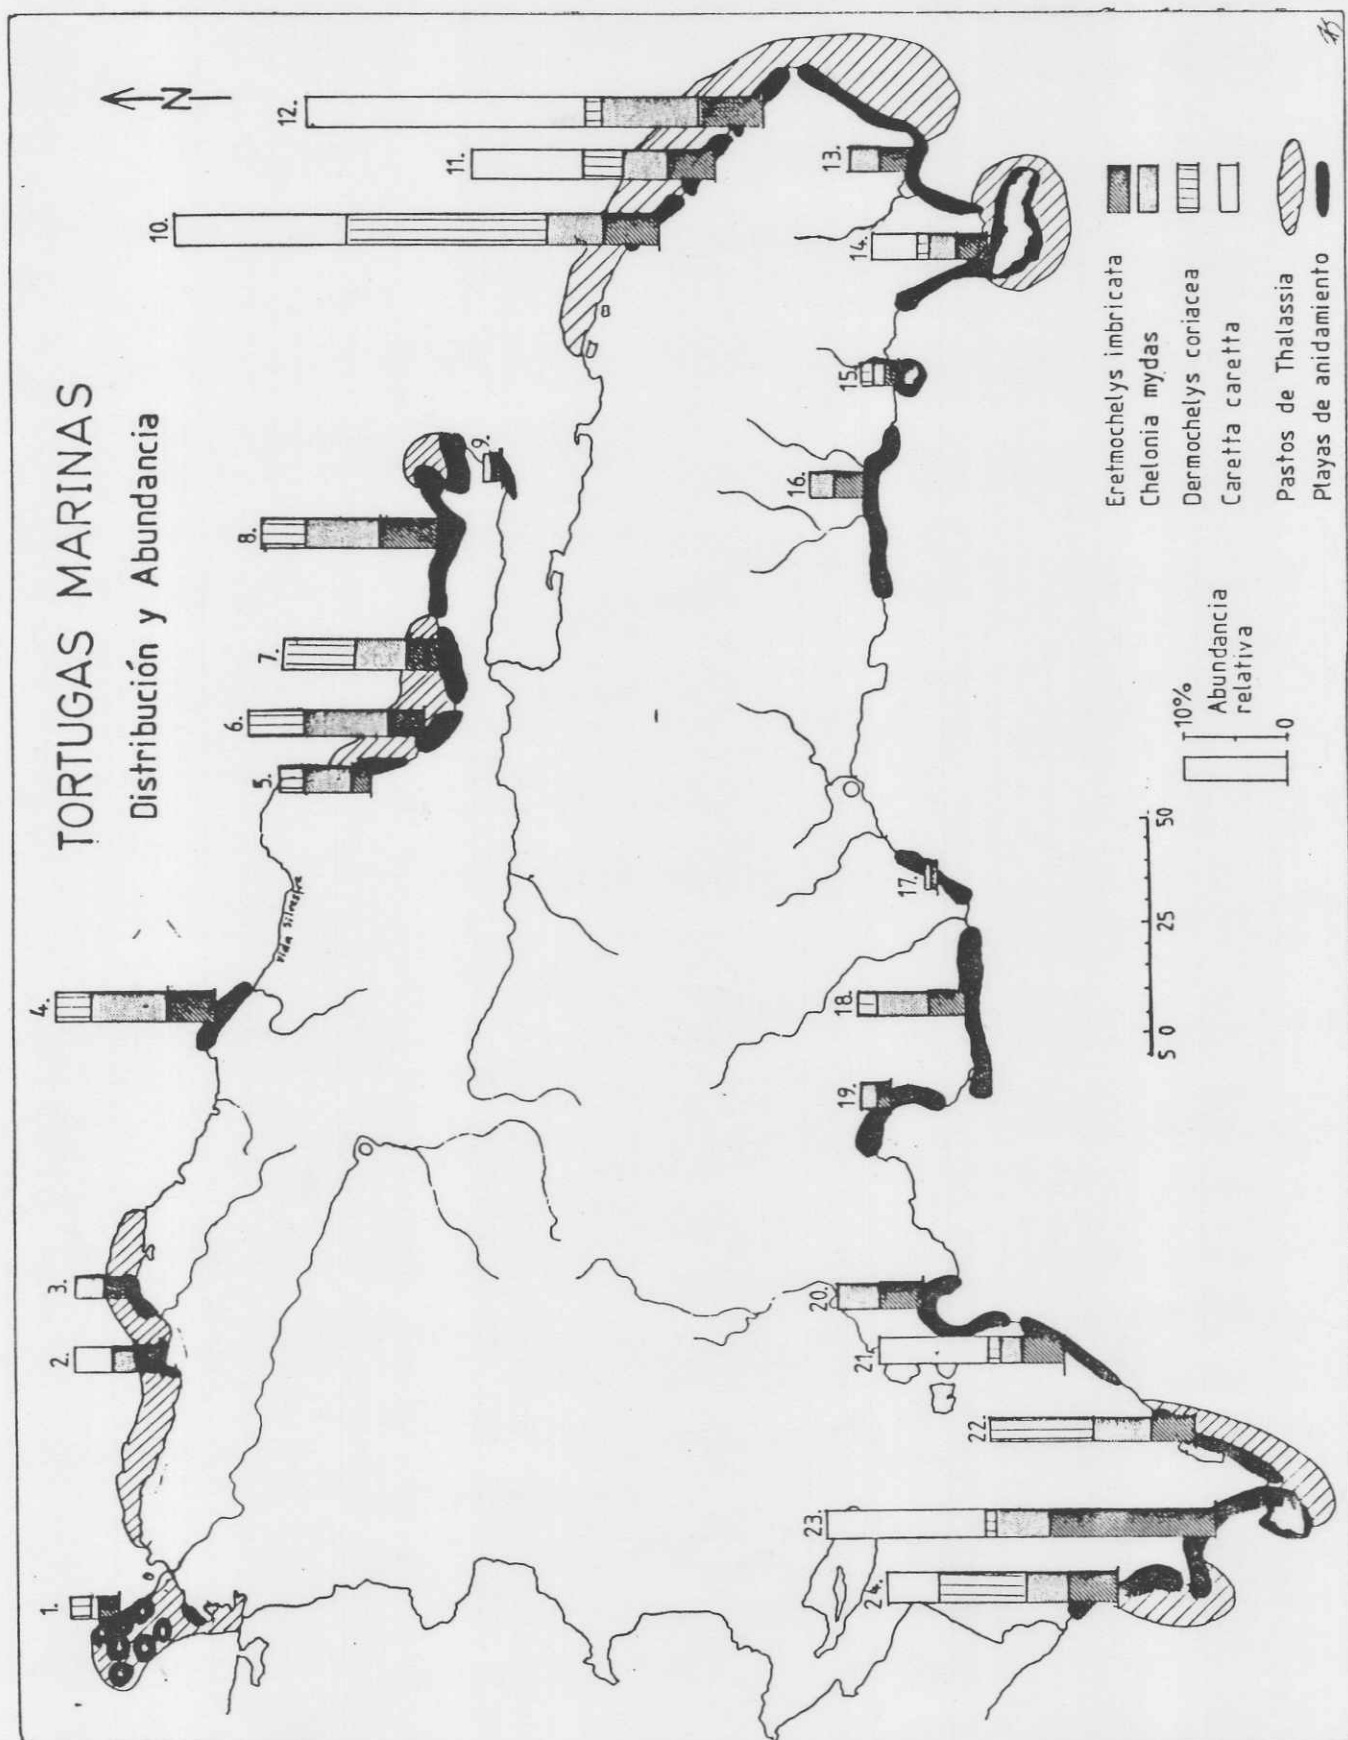 TORTUGAS MARINAS
Distribución y Abundancia
N
1.
2.
3.
4.
vida silvestre
5.
6.
7.
8.
9.
10.
11.
12.
13.
14.
15.
16.
17.
18.
19.
20.
21.
22.
23.
24.
5 0 25 50
10%
Abundancia
relativa
0
Eretmochelys imbricata
Chelonia mydas
Dermochelys coriacea
Caretta caretta
Pastos de Thalassia
Playas de anidamiento